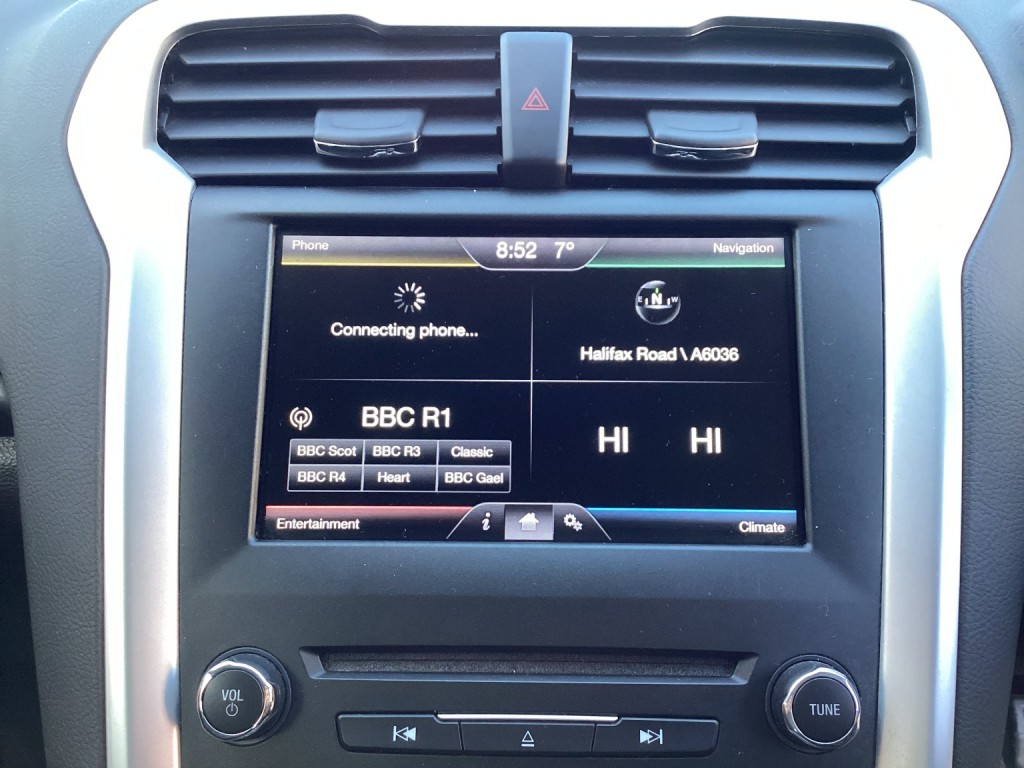 Phone
8:52 7°
Navigation
Connecting phone...
E N W
Halifax Road \ A6036
BBC R1
BBC Scot BBC R3 Classic
BBC R4 Heart BBC Gael
HI HI
Entertainment
i
Climate
VOL
TUNE